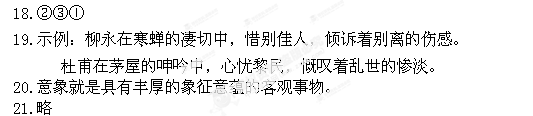 18.②③①
19.示例：柳永在寒蝉的凄切中，惜别佳人，倾诉着别离的伤感。
杜甫在茅屋的呻吟中，心忧黎民，慨叹着乱世的惨淡。
20.意象就是具有丰厚的象征意蕴的客观事物。
21.略